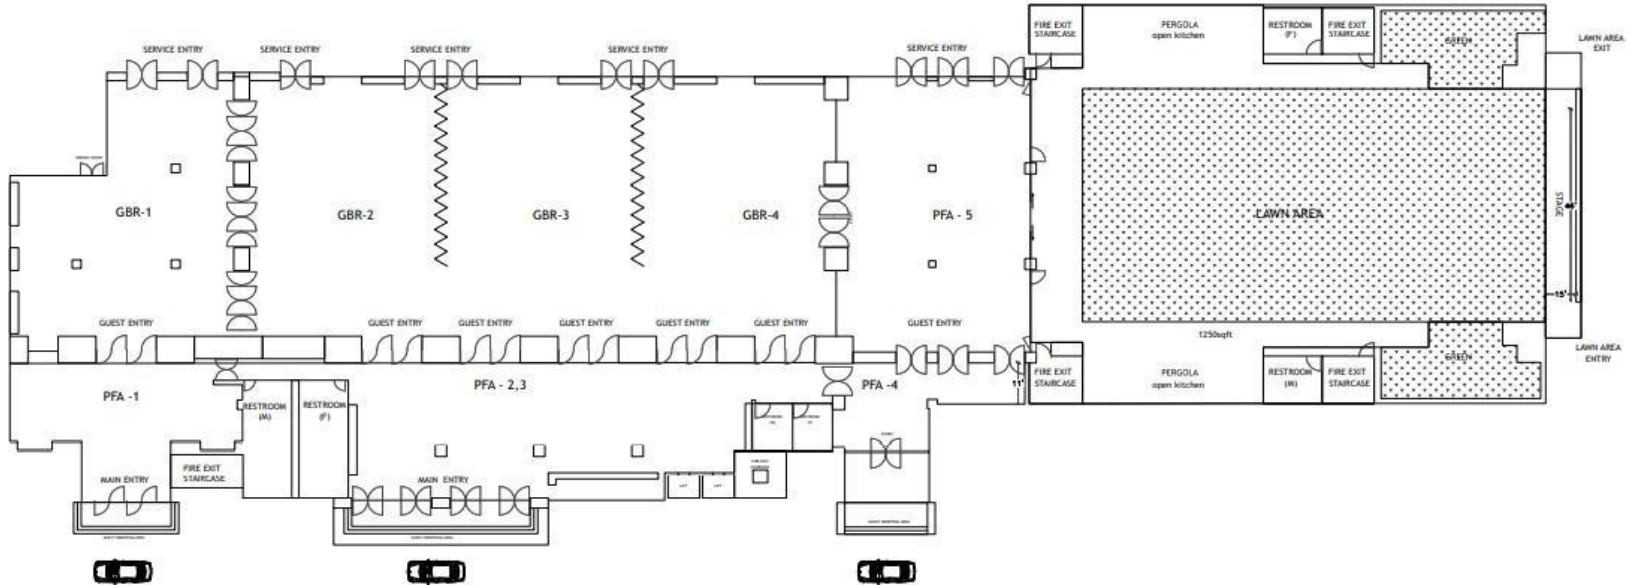 FIRE EXIT
STAIRCASE
PERGOLA
open kitchen
RESTROOM
(F)
FIRE EXIT
STAIRCASE
GREEN
LAWN AREA
EXIT
SERVICE ENTRY
SERVICE ENTRY
SERVICE ENTRY
SERVICE ENTRY
SERVICE ENTRY
GBR-1
GBR-2
GBR-3
GBR-4
PFA - 5
LAWN AREA
STAGE
15'
GUEST ENTRY
GUEST ENTRY
GUEST ENTRY
GUEST ENTRY
GUEST ENTRY
GUEST ENTRY
GUEST ENTRY
1250sqft
LAWN AREA
ENTRY
GREEN
PFA -1
RESTROOM
(M)
RESTROOM
(F)
PFA - 2,3
PFA -4
11'
FIRE EXIT
STAIRCASE
PERGOLA
open kitchen
RESTROOM
(M)
FIRE EXIT
STAIRCASE
MAIN ENTRY
FIRE EXIT
STAIRCASE
MAIN ENTRY
LIFT
LIFT